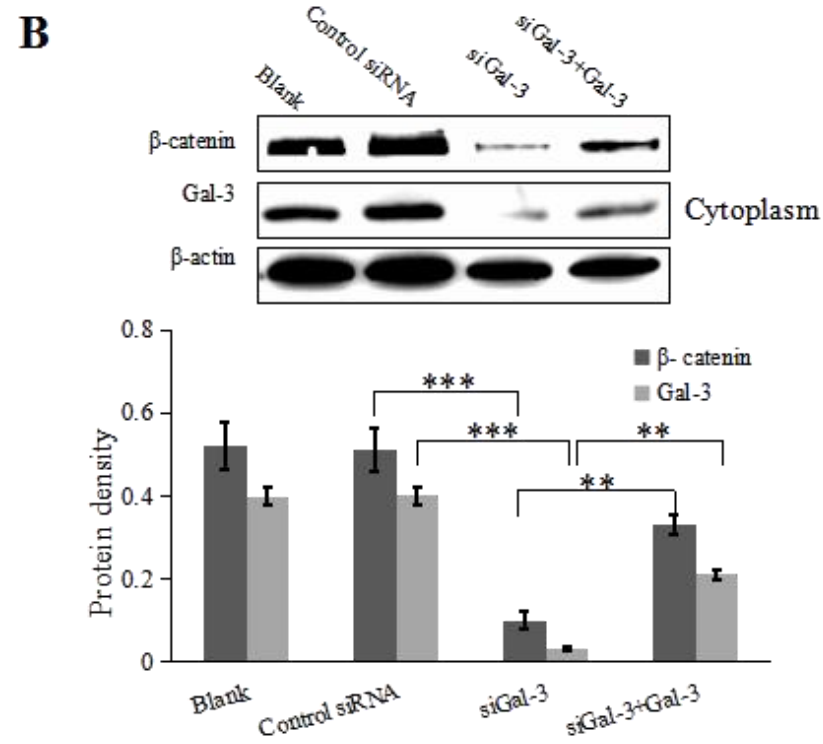 B
Blank
Control siRNA
siGal-3
siGal-3+Gal-3
β-catenin
Gal-3
β-actin
Cytoplasm
Protein density
0.8
0.6
0.4
0.2
0
β- catenin
Gal-3
***
*** **
**
Blank
Control siRNA
siGal-3
siGal-3+Gal-3